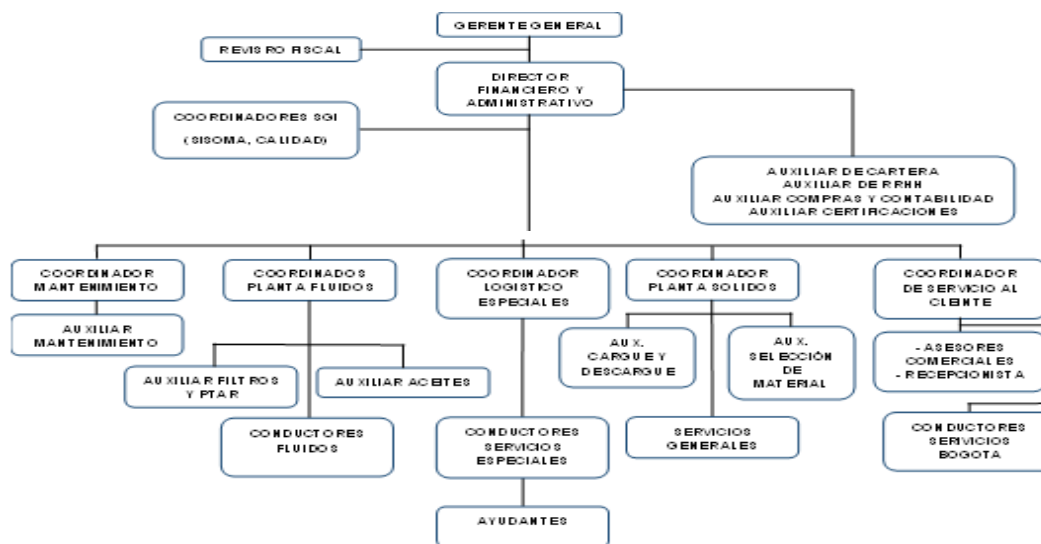 GERENTE GENERAL
REVISRO FISCAL
DIRECTOR
FINANCIERO Y
ADMINISTRATIVO
COORDINADORES SGI
(SISOMA, CALIDAD)
AUXILIAR DE CARTERA
AUXILIAR DE RRHH
AUXILIAR COMPRAS Y CONTABILIDAD
AUXILIAR CERTIFICACIONES
COORDINADOR
MANTENIMIENTO
COORDINADOS
PLANTA FLUIDOS
COORDINADOR
LOGISTICO
ESPECIALES
COORDINADOR
PLANTA SOLIDOS
COORDINADOR
DE SERVICIO AL
CLEINTE
AUXILIAR
MANTENIMIENTO
AUX.
CARGUE Y
DESCARGUE
AUX.
SELECCIÓN
DE
MATERIAL
- ASESORES
COMERCIALES
- RECEPCIONISTA
AUXILIAR FILTROS
Y PTAR
AUXILIAR ACEITES
CONDUCTORES
FLUIDOS
CONDUCTORES
SERVICIOS
ESPECIALES
SERVICIOS
GENERALES
CONDUCTORES
SERIVICIOS
BOGOTA
AYUDANTES